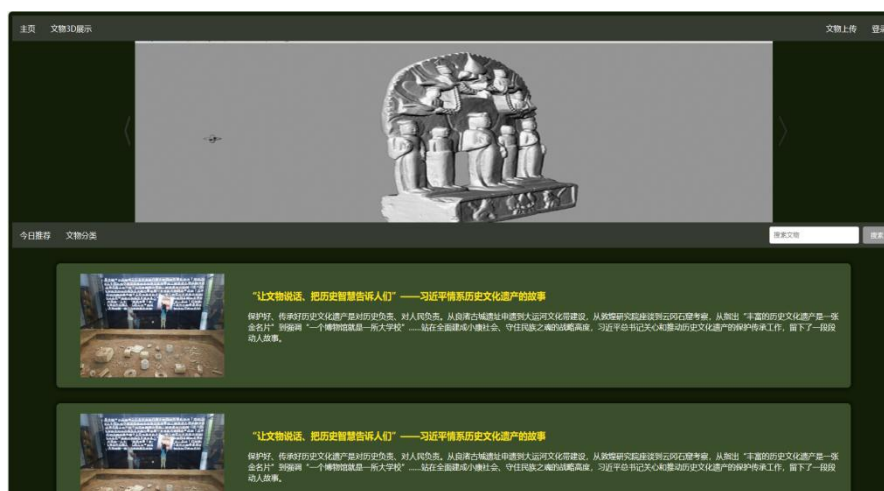 主页 文物3D展示 文物上传 登录
今日推荐 文物分类 搜索文物 搜索
“让文物说话、把历史智慧告诉人们”——习近平情系历史文化遗产的故事
保护好、传承好历史文化遗产是对历史负责、对人民负责。从良渚古城遗址申遗到大运河文化带建设，从敦煌研究院座谈到云冈石窟考察，从指出“丰富的历史文化遗产是一张
金名片”到强调“一个博物馆就是一所大学校”……站在全面建成小康社会、守住民族之魂的战略高度，习近平总书记关心和推动历史文化遗产的保护传承工作，留下了一段段
动人故事。
“让文物说话、把历史智慧告诉人们”——习近平情系历史文化遗产的故事
保护好、传承好历史文化遗产是对历史负责、对人民负责。从良渚古城遗址申遗到大运河文化带建设，从敦煌研究院座谈到云冈石窟考察，从指出“丰富的历史文化遗产是一张
金名片”到强调“一个博物馆就是一所大学校”……站在全面建成小康社会、守住民族之魂的战略高度，习近平总书记关心和推动历史文化遗产的保护传承工作，留下了一段段
动人故事。